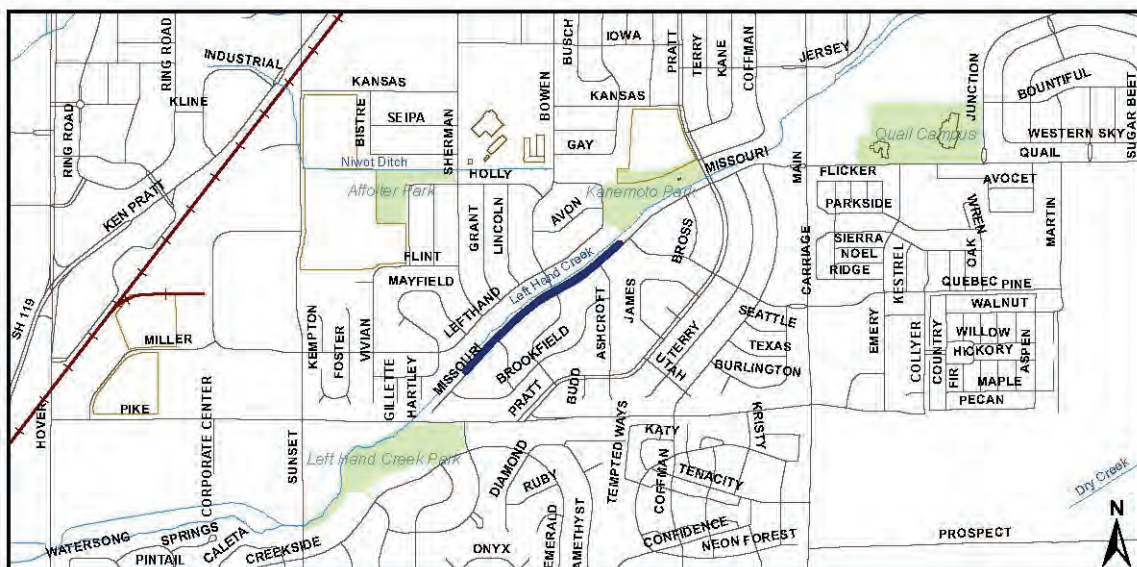 RING ROAD
INDUSTRIAL
BUSCH
IOWA
PRATT
TERRY
KANE
COFFMAN
JERSEY
KANSAS
BISTRE
SEIPA
SHERMAN
BOWEN
KANSAS
GAY
JUNCTION
BOUNTIFUL
WESTERN SKY
SUGAR BEET
QUAIL
Quail Campus
RING ROAD
KLINE
KEN PRATT
Niwot Ditch
HOLLY
Affolter Park
Kanemoto Park
MISSOURI
MAIN
FLICKER
AVOCET
PARKSIDE
WREN
MARTIN
GRANT
LINCOLN
AVON
BROSS
SIERRA
NOEL
RIDGE
OAK
KESTREL
CARRIAGE
QUEBEC
PINE
FLINT
MAYFIELD
LEFTHAND
Left Hand Creek
SH 119
MILLER
PIKE
HOVER
CORPORATE CENTER
SUNSET
KEMPTON
FOSTER
VIVIAN
GILLETTE
HARTLEY
MISSOURI
BROOKFIELD
PRATT
BUDD
ASHCROFT
JAMES
CHERRY
UTAH
SEATTLE
TEXAS
BURLINGTON
EMERY
COLLYER
COUNTRY
WALNUT
WILLOW
HICKORY
FIR
MAPLE
ASPEN
PECAN
Left Hand Creek Park
DIAMOND
RUBY
EMERALD
AMETHYST
TEMPTED WAYS
KATY
COFFMAN
TENACITY
KRISTY
CONFIDENCE
NEON FOREST
Dry Creek
PROSPECT
N
WATERSONG
SPRINGS
PINTAIL
CALETA
CREEKSIDE
ONYX